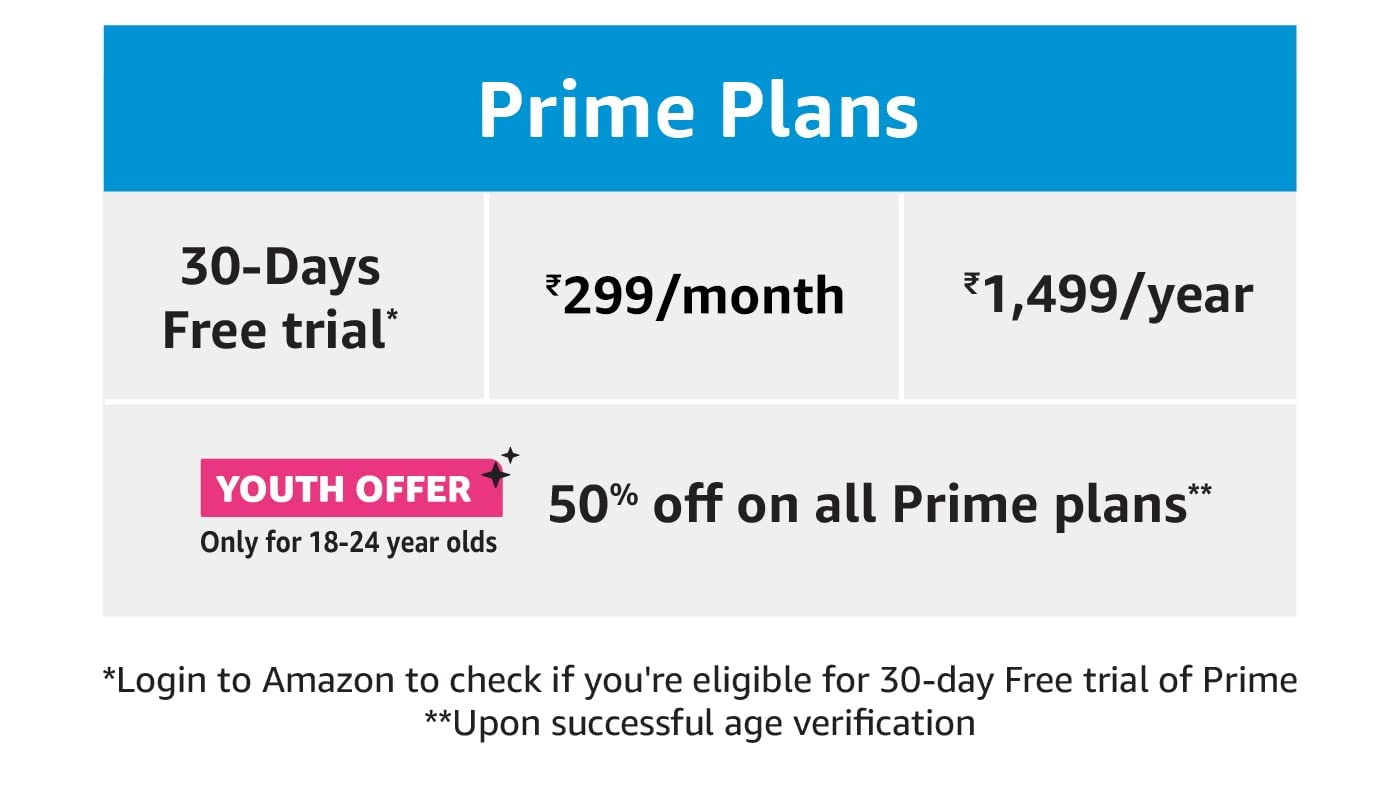 Prime Plans
30-Days
Free trial*
₹299/month
₹1,499/year
YOUTH OFFER
Only for 18-24 year olds
50% off on all Prime plans**
*Login to Amazon to check if you're eligible for 30-day Free trial of Prime
**Upon successful age verification